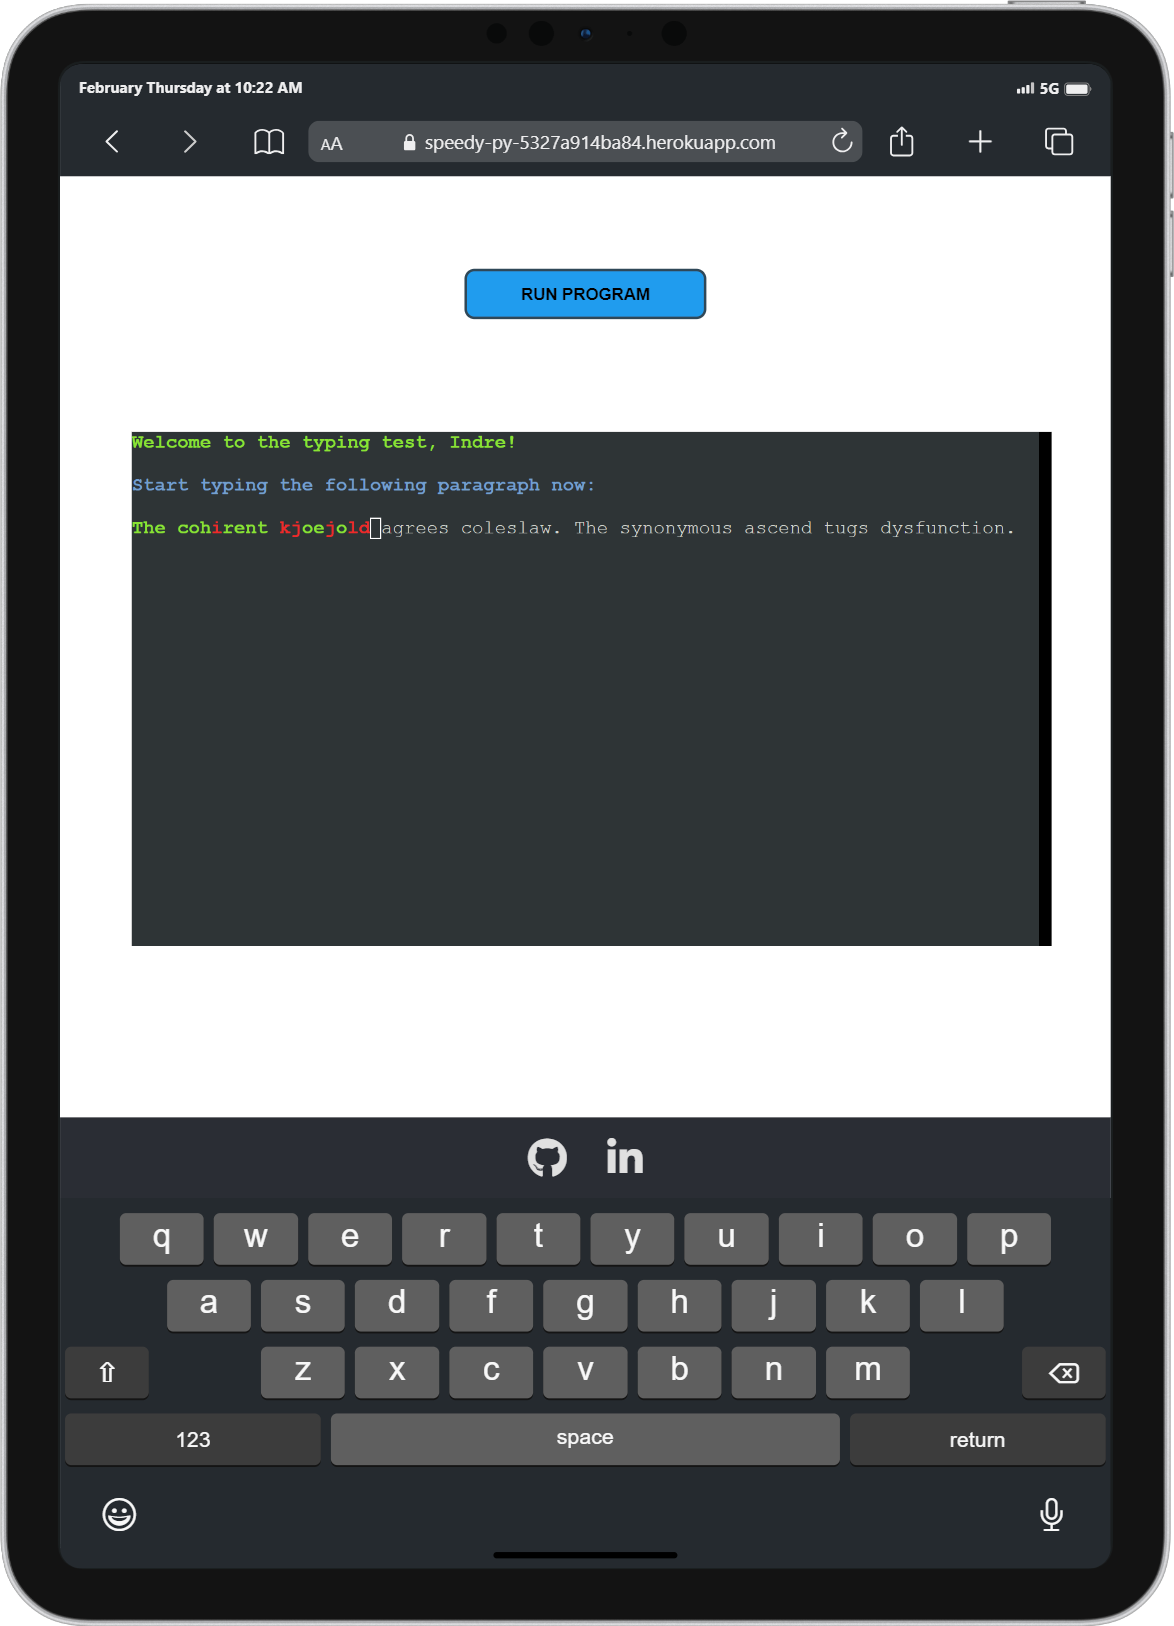 February Thursday at 10:22 AM
5G
AA
speedy-py-5327a914ba84.herokuapp.com
RUN PROGRAM
Welcome to the typing test, Indre!
Start typing the following paragraph now:
The cohirent kjoejold agrees coleslaw. The synonymous ascend tugs dysfunction.
in
q w e r t y u i o p
a s d f g h j k l
z x c v b n m
123 space return